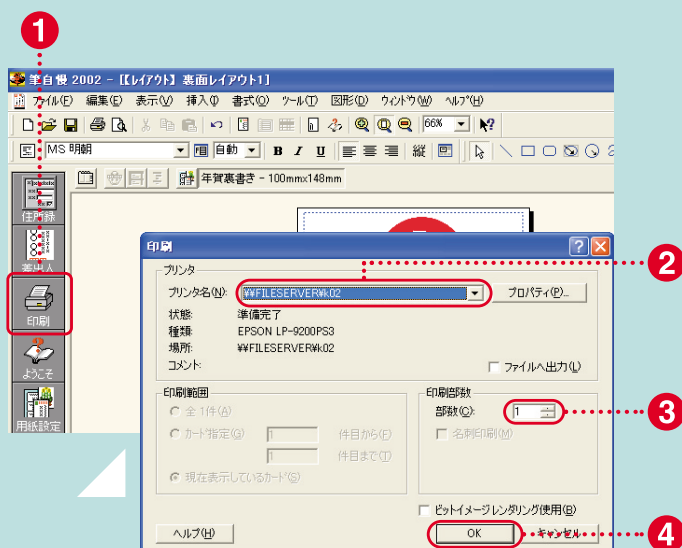 1
筆自慢 2002 - [【レイアウト】裏面レイアウト1]
ファイル(F) 編集(E) 表示(V) 挿入(I) 書式(O) ツール(T) 図形(D) ウィンドウ(W) ヘルプ(H)
66%
MS 明朝 自動 B I U 縦
年賀裏書き - 100mmx148mm
住所録
差出人
印刷
ようこそ
用紙設定
印刷
プリンタ
2
プリンタ名(N): ¥¥FILESERVER¥k02 プロパティ(P)...
状態: 準備完了
種類: EPSON LP-9200PS3
場所: ¥¥FILESERVER¥k02
コメント: ファイルへ出力(L)
印刷範囲 印刷部数
全 1件(A) 部数(C): 1
3
カード指定(G) 1 件目から(F) 名刺印刷(M)
1 件目まで(T)
現在表示しているカード(S)
ビットイメージレンダリング使用(B)
ヘルプ(H) OK キャンセル
4